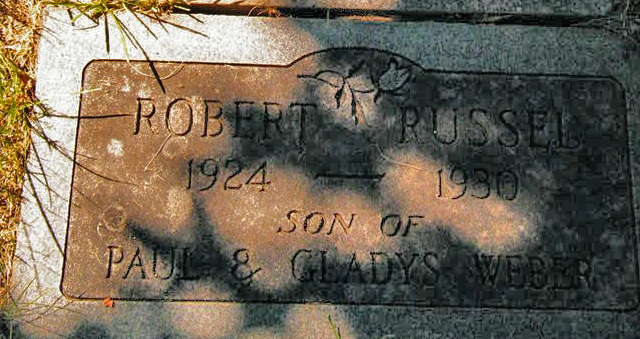 ROBERT RUSSEL
1924 — 1930
SON OF
PAUL & GLADYS WEBER